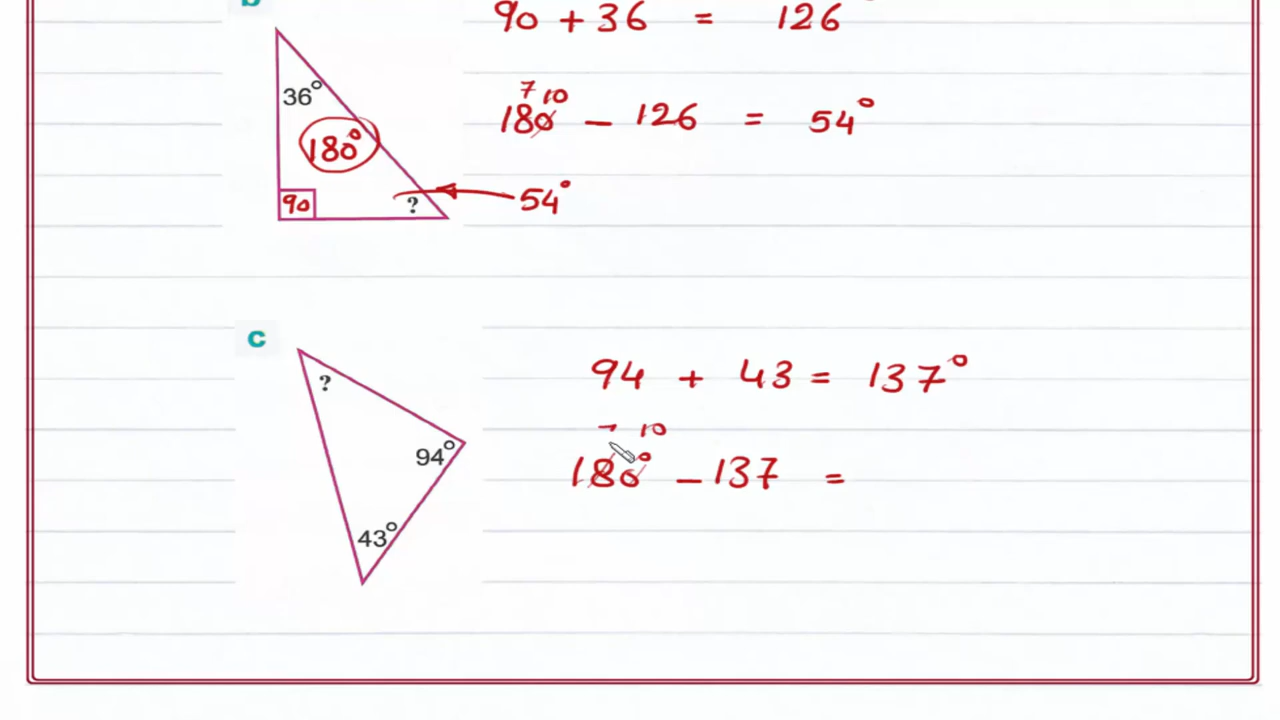 b
90 + 36 = 126°
36°
7 10
180 – 126 = 54°
180°
90
?
54°
c
94 + 43 = 137°
?
10
94°
180° – 137 =
43°